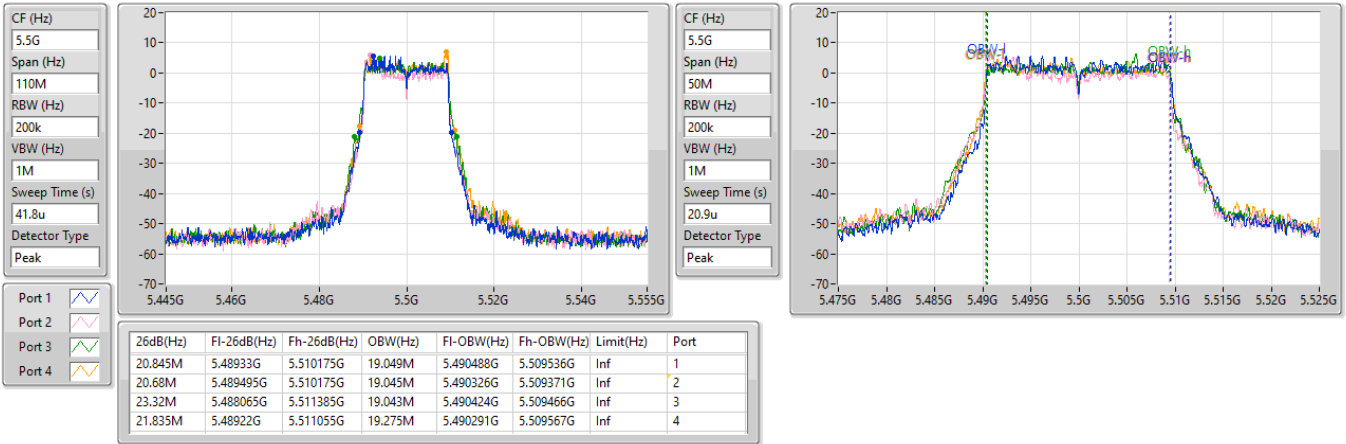 CF (Hz)
5.5G
Span (Hz)
110M
RBW (Hz)
200k
VBW (Hz)
1M
Sweep Time (s)
41.8u
Detector Type
Peak
20
10
0
-10
-20
-30
-40
-50
-60
-70
5.445G 5.46G 5.48G 5.5G 5.52G 5.54G 5.555G
CF (Hz)
5.5G
Span (Hz)
50M
RBW (Hz)
200k
VBW (Hz)
1M
Sweep Time (s)
20.9u
Detector Type
Peak
20
10
0
-10
-20
-30
-40
-50
-60
-70
OBW-l
OBW-h
OBW-h
5.475G 5.48G 5.485G 5.49G 5.495G 5.5G 5.505G 5.51G 5.515G 5.52G 5.525G
Port 1
Port 2
Port 3
Port 4
26dB(Hz) Fl-26dB(Hz) Fh-26dB(Hz) OBW(Hz) Fl-OBW(Hz) Fh-OBW(Hz) Limit(Hz) Port
20.845M 5.48933G 5.510175G 19.049M 5.490488G 5.509536G Inf 1
20.68M 5.489495G 5.510175G 19.045M 5.490326G 5.509371G Inf 2
23.32M 5.488065G 5.511385G 19.043M 5.490424G 5.509466G Inf 3
21.835M 5.48922G 5.511055G 19.275M 5.490291G 5.509567G Inf 4